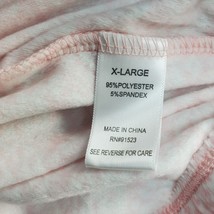 X-LARGE
95%POLYESTER
5%SPANDEX
MADE IN CHINA
RN#91523
SEE REVERSE FOR CARE